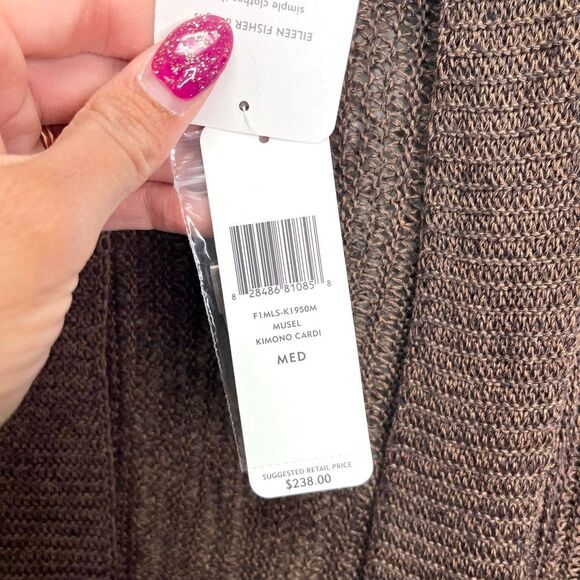 EILEEN FISHER
simple clothes
8 28486 81085 8
F1MLS-K1950M
MUSEL
KIMONO CARDI
MED
SUGGESTED RETAIL PRICE
$238.00